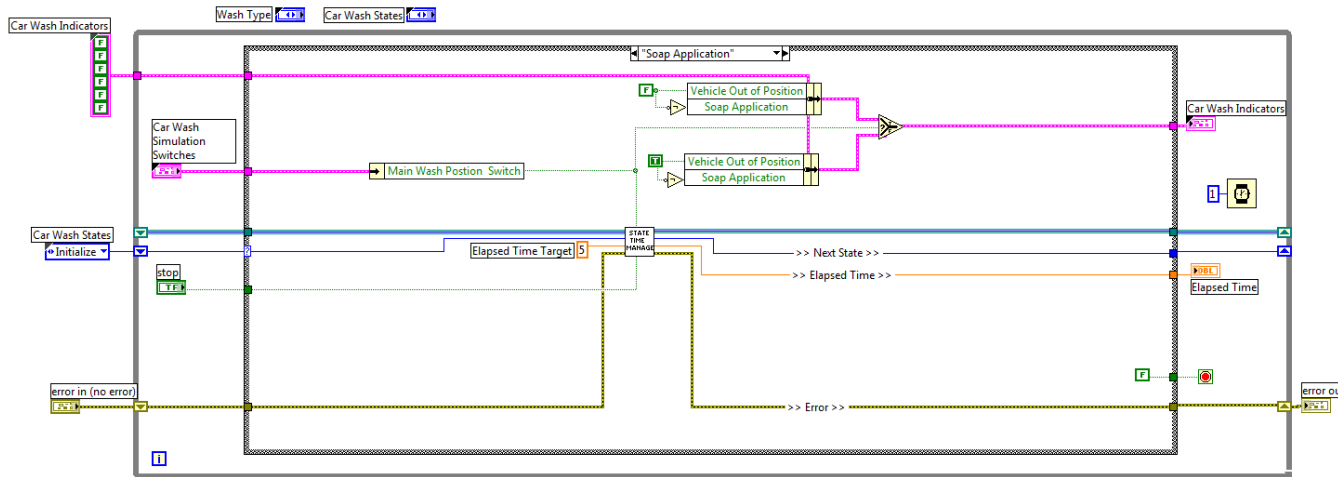 Wash Type
Car Wash States
Car Wash Indicators
F
F
F
F
F
F
"Soap Application"
F
Vehicle Out of Position
Soap Application
Car Wash Indicators
Car Wash
Simulation
Switches
T
Vehicle Out of Position
Soap Application
Main Wash Postion Switch
1
Car Wash States
Initialize
?
STATE
TIME
MANAGE
Elapsed Time Target
5
>> Next State >>
>> Elapsed Time >>
DBL
Elapsed Time
stop
TF
F
error in (no error)
>> Error >>
error ou
i